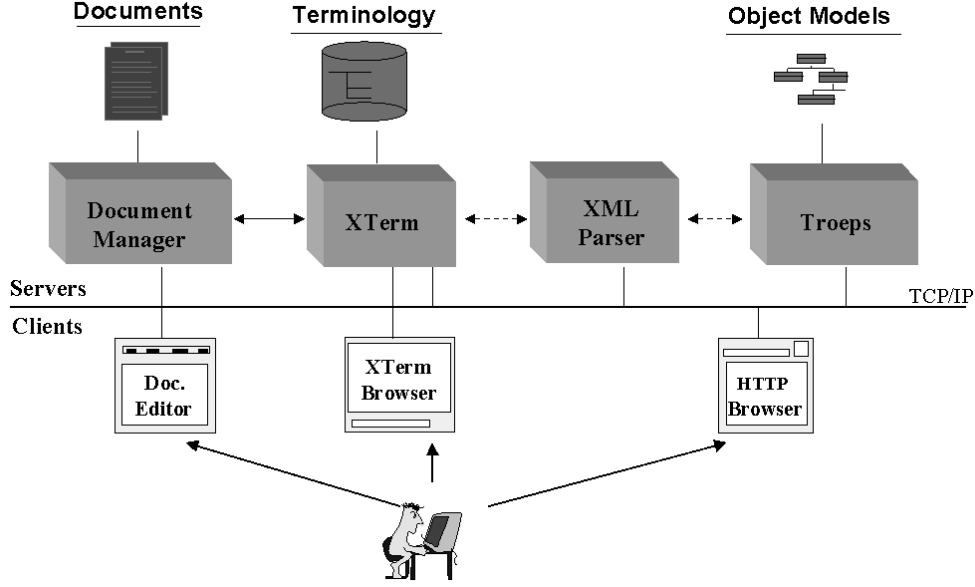 Documents
Terminology
Object Models
Document
Manager
XTerm
XML
Parser
Troeps
Servers
TCP/IP
Clients
Doc.
Editor
XTerm
Browser
HTTP
Browser